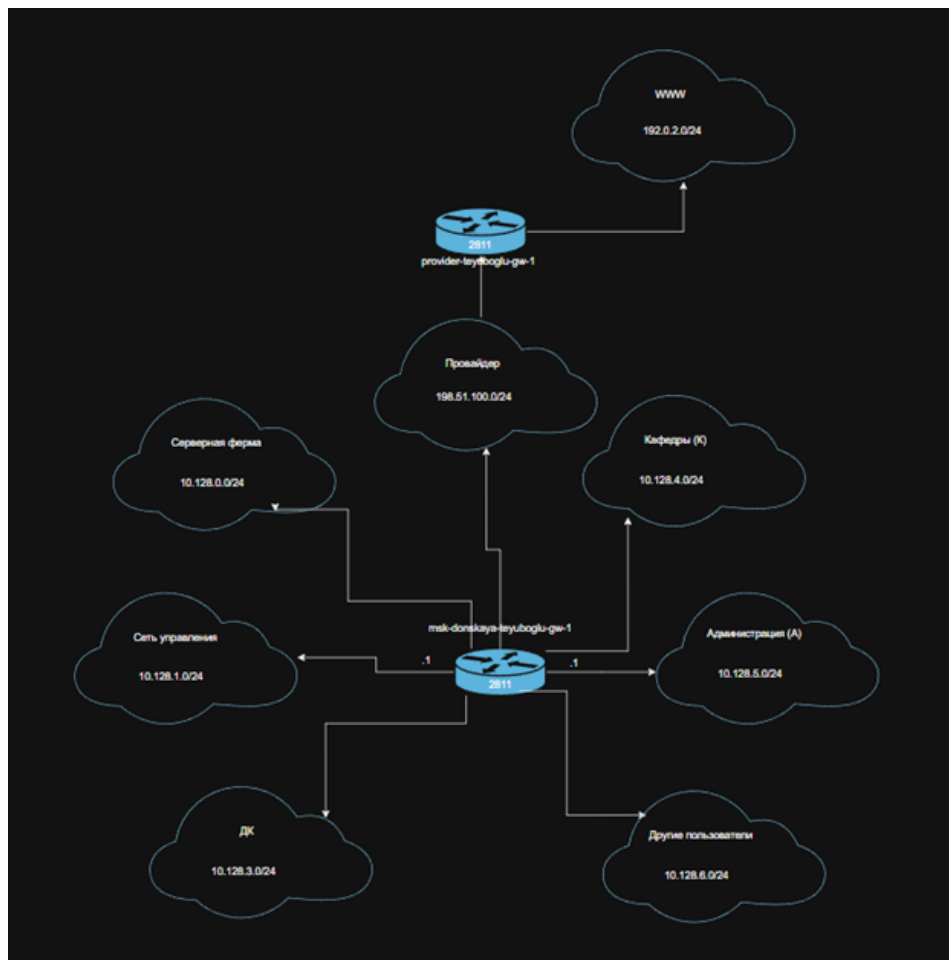 WWW
192.0.2.0/24
2811
provider-teyuboglu-gw-1
Провайдер
198.51.100.0/24
Серверная ферма
10.128.0.0/24
Кафедры (К)
10.128.4.0/24
msk-donskaya-teyuboglu-gw-1
Сеть управления
10.128.1.0/24
.1
2811
.1
Администрация (А)
10.128.5.0/24
ДК
10.128.3.0/24
Другие пользователи
10.128.6.0/24